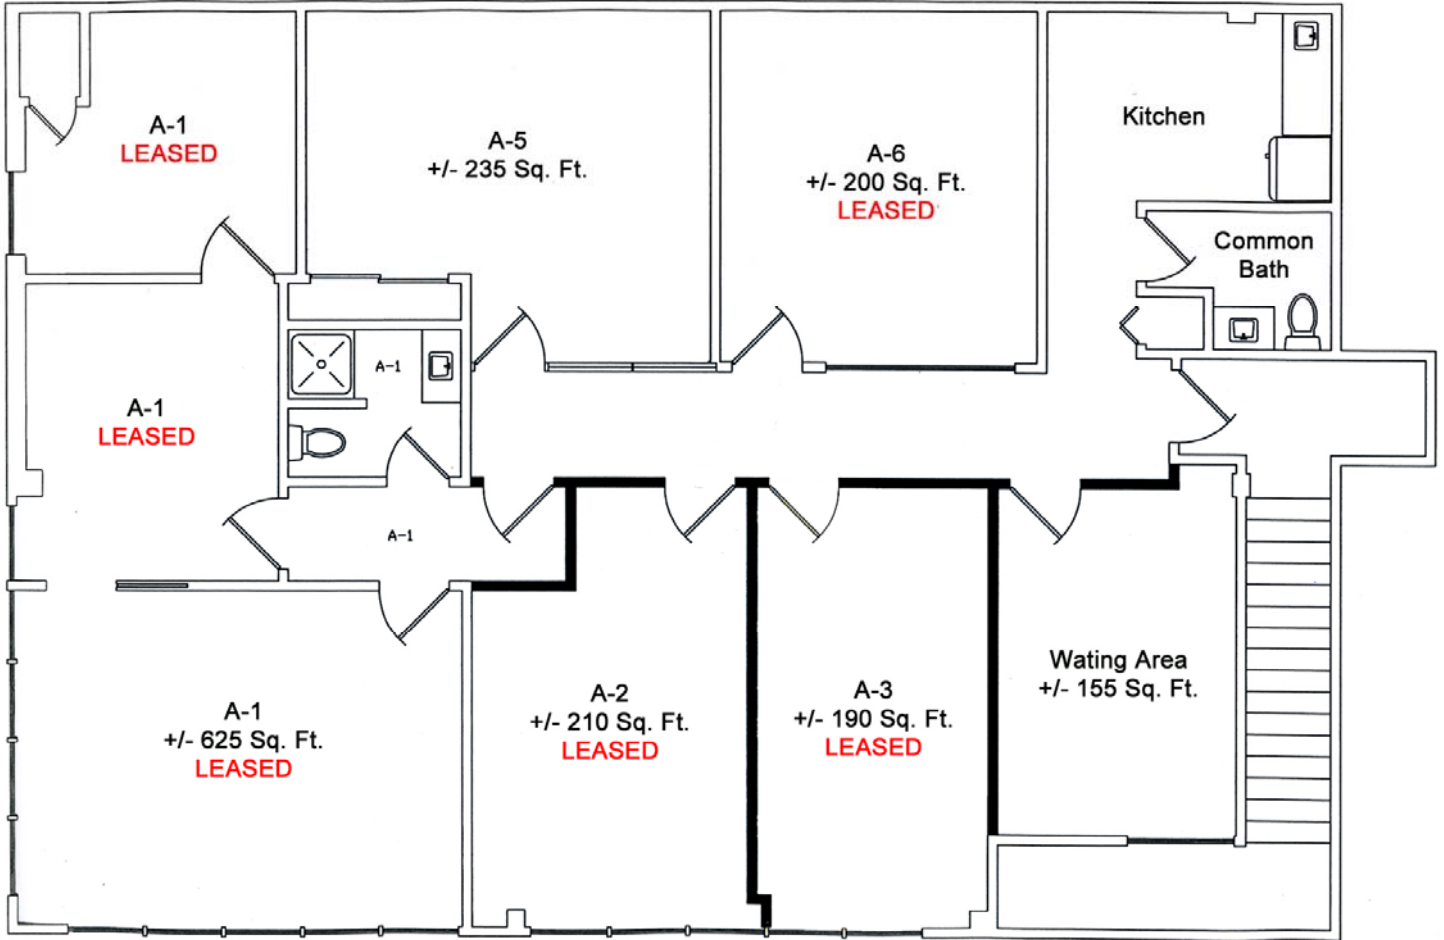 A-1
LEASED
A-5
+/- 235 Sq. Ft.
A-6
+/- 200 Sq. Ft.
LEASED
Kitchen
Common
Bath
A-1
A-1
LEASED
A-1
A-1
+/- 625 Sq. Ft.
LEASED
A-2
+/- 210 Sq. Ft.
LEASED
A-3
+/- 190 Sq. Ft.
LEASED
Wating Area
+/- 155 Sq. Ft.